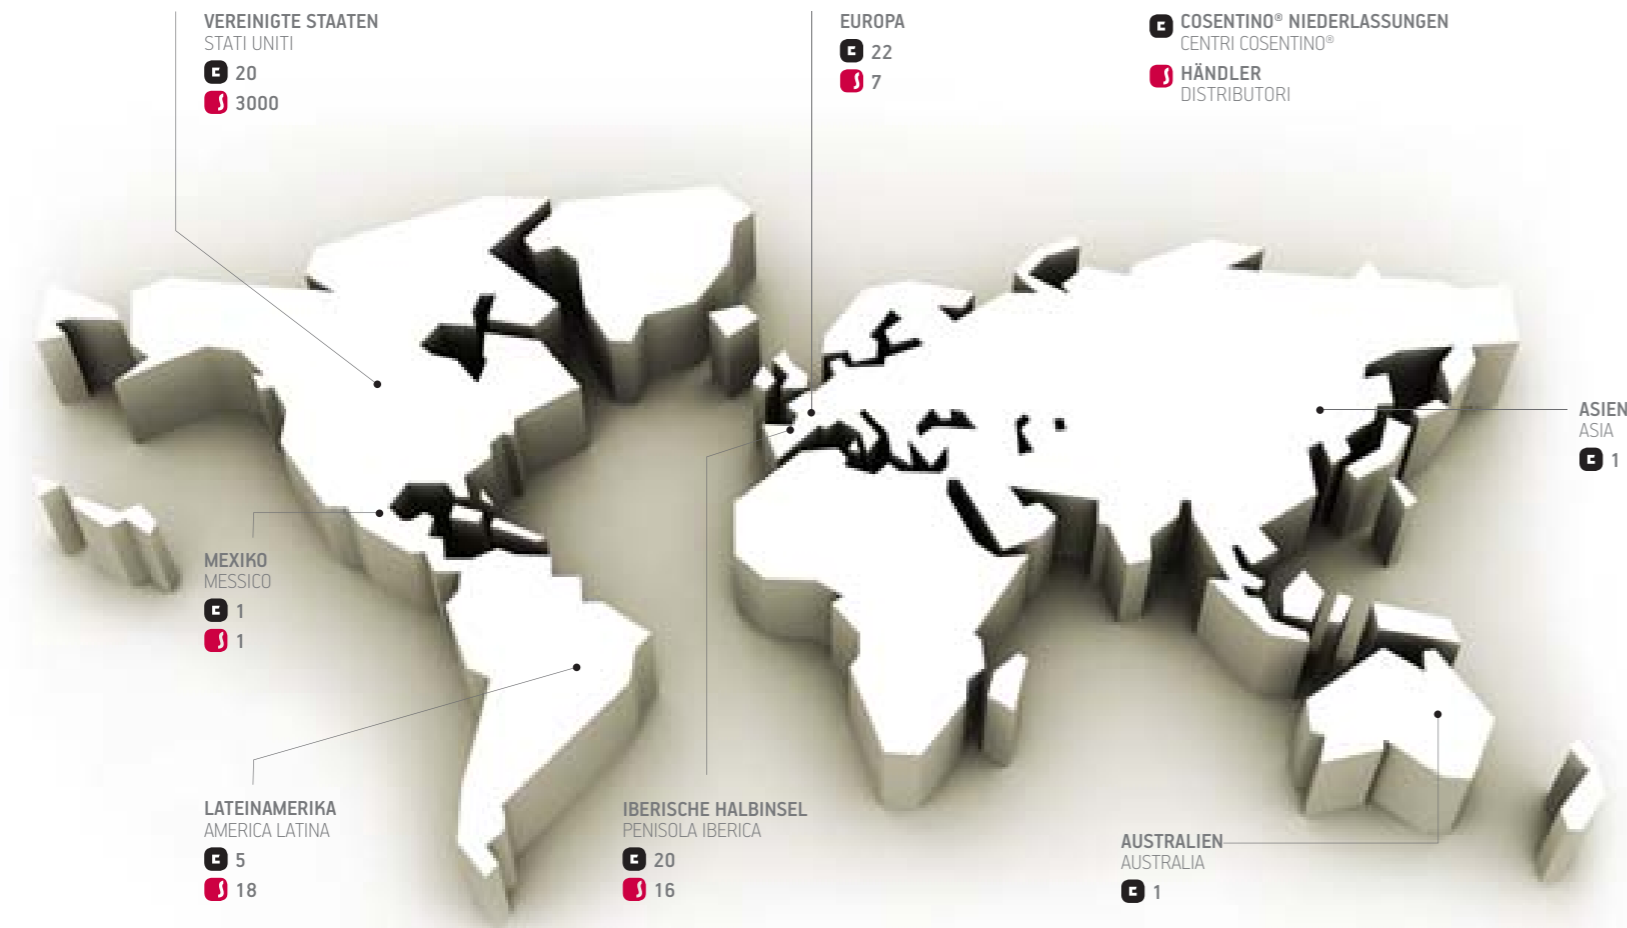 VEREINIGTE STAATEN
STATI UNITI
20
3000
EUROPA
22
7
COSENTINO® NIEDERLASSUNGEN
CENTRI COSENTINO®
HÄNDLER
DISTRIBUTORI
ASIEN
ASIA
1
MEXIKO
MESSICO
1
1
LATEINAMERIKA
AMERICA LATINA
5
18
IBERISCHE HALBINSEL
PENISOLA IBERICA
20
16
AUSTRALIEN
AUSTRALIA
1